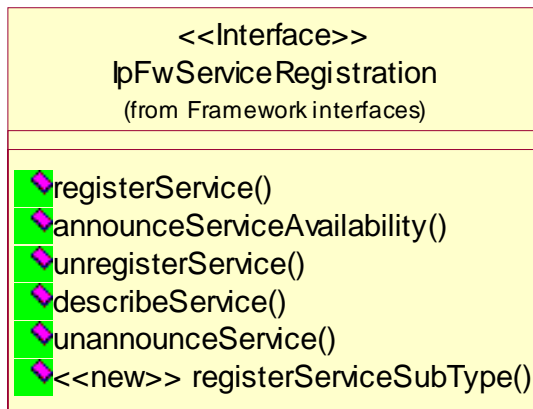 <<Interface>>
IpFwServiceRegistration
(from Framework interfaces)
registerService()
announceServiceAvailability()
unregisterService()
describeService()
unannounceService()
<<new>> registerServiceSubType()